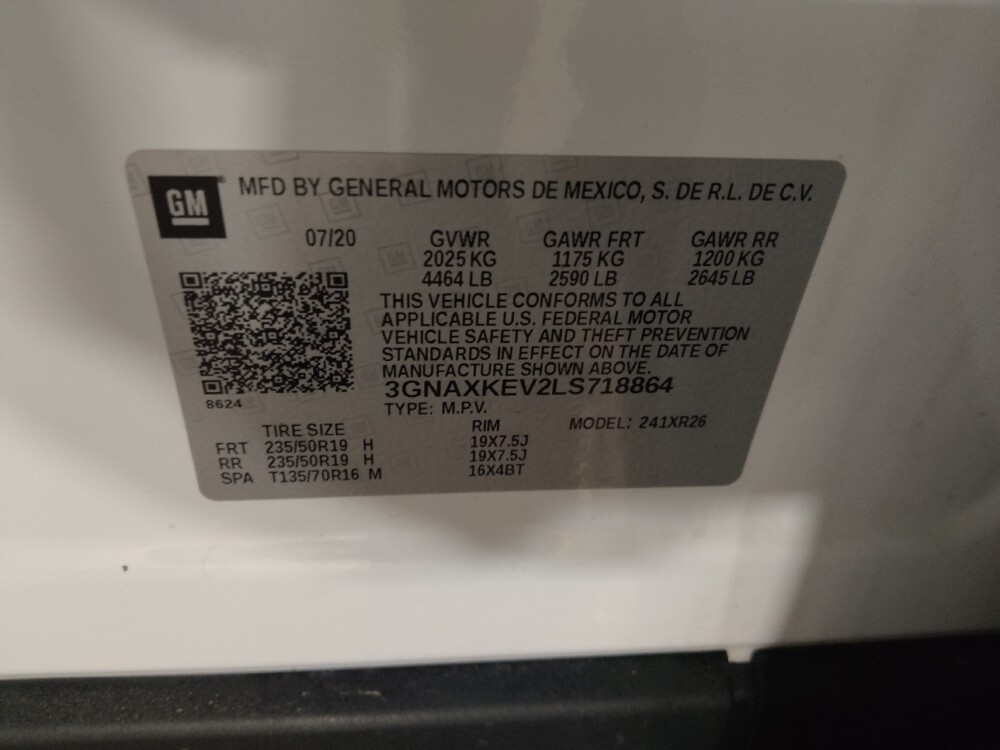 GM MFD BY GENERAL MOTORS DE MEXICO, S. DE R.L. DE C.V.
07/20 GVWR GAWR FRT GAWR RR
2025 KG 1175 KG 1200 KG
4464 LB 2590 LB 2645 LB
THIS VEHICLE CONFORMS TO ALL
APPLICABLE U.S. FEDERAL MOTOR
VEHICLE SAFETY AND THEFT PREVENTION
STANDARDS IN EFFECT ON THE DATE OF
MANUFACTURE SHOWN ABOVE.
3GNAXKEV2LS718864
8624
TYPE: M.P.V.
TIRE SIZE RIM MODEL: 241XR26
FRT 235/50R19 H 19X7.5J
RR 235/50R19 H 19X7.5J
SPA T135/70R16 M 16X4BT